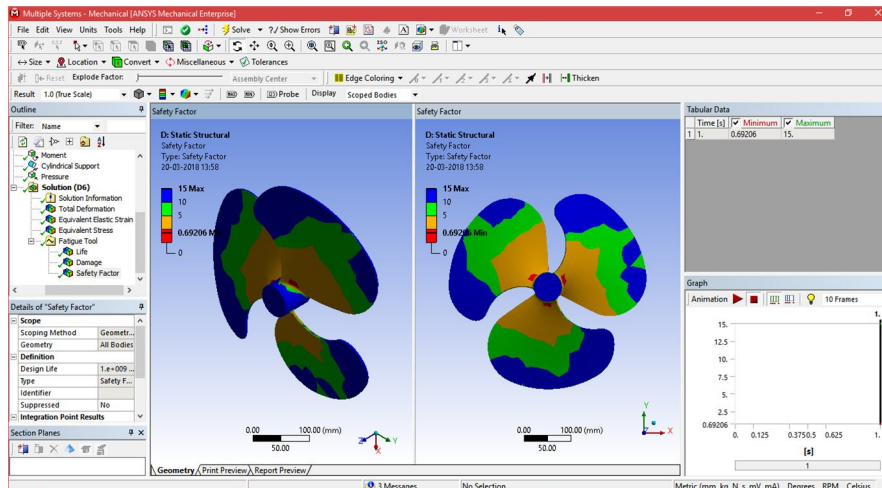 Multiple Systems - Mechanical [ANSYS Mechanical Enterprise]
File Edit View Units Tools Help Solve ?/ Show Errors A Worksheet
ISO
Size Location Convert Miscellaneous Tolerances
Reset Explode Factor: Assembly Center Edge Coloring Thicken
Result 1.0 (True Scale) Probe Display Scoped Bodies
Outline
Filter: Name
Moment
Cylindrical Support
Pressure
Solution (D6)
Solution Information
Total Deformation
Equivalent Elastic Strain
Equivalent Stress
Fatigue Tool
Life
Damage
Safety Factor
Details of "Safety Factor"
Scope
Scoping Method Geometr...
Geometry All Bodies
Definition
Design Life 1.e+009 ...
Type Safety F...
Identifier
Suppressed No
Integration Point Results
Section Planes
Safety Factor
D: Static Structural
Safety Factor
Type: Safety Factor
20-03-2018 13:58
15 Max
10
5
0.69206 Min
0
0.00 100.00 (mm)
50.00
Z Y X
Safety Factor
D: Static Structural
Safety Factor
Type: Safety Factor
20-03-2018 13:58
15 Max
10
5
0.69206 Min
0
0.00 100.00 (mm)
50.00
Y
Z X
Geometry Print Preview Report Preview
Tabular Data
Time [s] Minimum Maximum
1 1. 0.69206 15.
Graph
Animation 10 Frames
1.
15.
12.5
10.
7.5
5.
2.5
0.69206
0. 0.125 0.3750.5 0.625 1.
[s]
1
3 Messages No Selection Metric (mm, kg, N, s, mV, mA) Degrees RPM Celsius